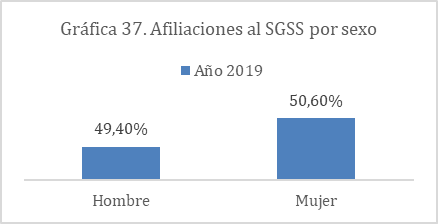 Gráfica 37. Afiliaciones al SGSS por sexo
Año 2019
49,40%
50,60%
Hombre
Mujer